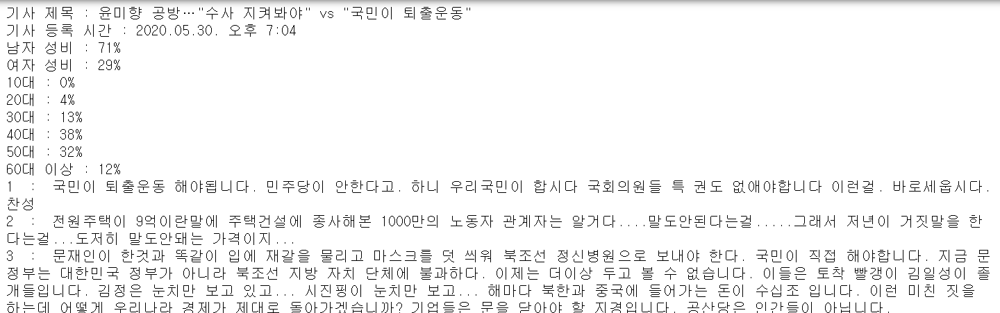 기사 제목 : 윤미향 공방…"수사 지켜봐야" vs "국민이 퇴출운동"
기사 등록 시간 : 2020.05.30. 오후 7:04
남자 성비 : 71%
여자 성비 : 29%
10대 : 0%
20대 : 4%
30대 : 13%
40대 : 38%
50대 : 32%
60대 이상 : 12%
1 : 국민이 퇴출운동 해야됩니다. 민주당이 안한다고. 하니 우리국민이 합시다 국회의원들 특 권도 없애야합니다 이런걸. 바로세웁시다.
찬성
2 : 전원주택이 9억이란말에 주택건설에 종사해본 1000만의 노동자 관계자는 알거다....말도안된다는걸.....그래서 저년이 거짓말을 한
다는걸...도저히 말도안돼는 가격이지...
3 : 문재인이 한것과 똑같이 입에 재갈을 물리고 마스크를 덧 씌워 북조선 정신병원으로 보내야 한다. 국민이 직접 해야합니다. 지금 문
정부는 대한민국 정부가 아니라 북조선 지방 자치 단체에 불과하다. 이제는 더이상 두고 볼 수 없습니다. 이들은 토착 빨갱이 김일성이 졸
개들입니다. 김정은 눈치만 보고 있고... 시진핑이 눈치만 보고... 해마다 북한과 중국에 들어가는 돈이 수십조 입니다. 이런 미친 짓을
하는데 어떻게 우리나라 경제가 제대로 돌아가겠습니까? 기업들은 문을 닫아야 할 지경입니다. 공산당은 인간들이 아닙니다.